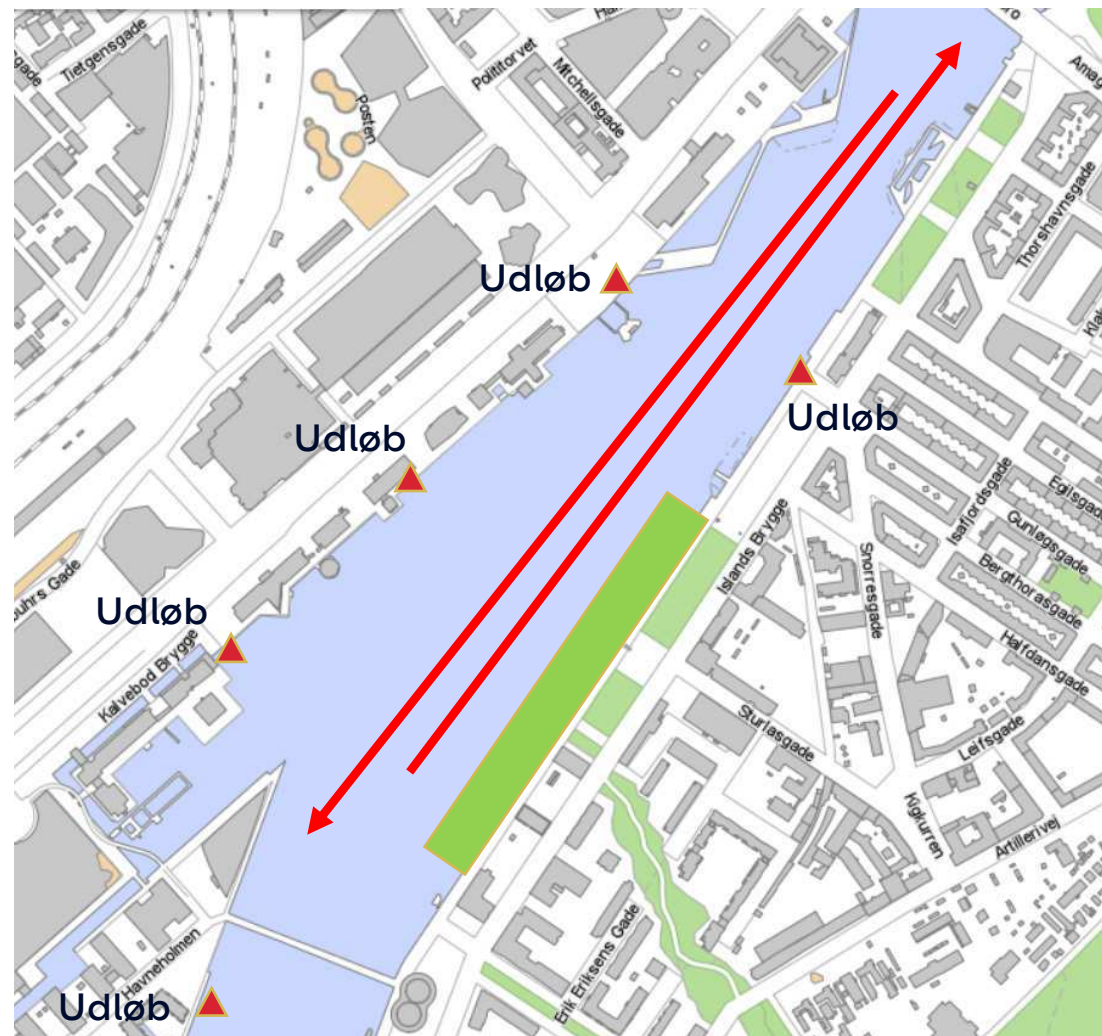 Tietgensgade
Polititorvet
Mitchellsgade
Posten
Thorshavnsgade
Udløb
Udløb
Udløb
Isafjordsgade
Egilsgade
Gunløgsgade
Bergthorasgade
Halfdansgade
Islands Brygge
Snorresgade
Udløb
Kalvebod Brygge
Sturlasgade
Leifsgade
Kigkurren
Artillerivej
Erik Eriksens Gade
Havneholmen
Udløb